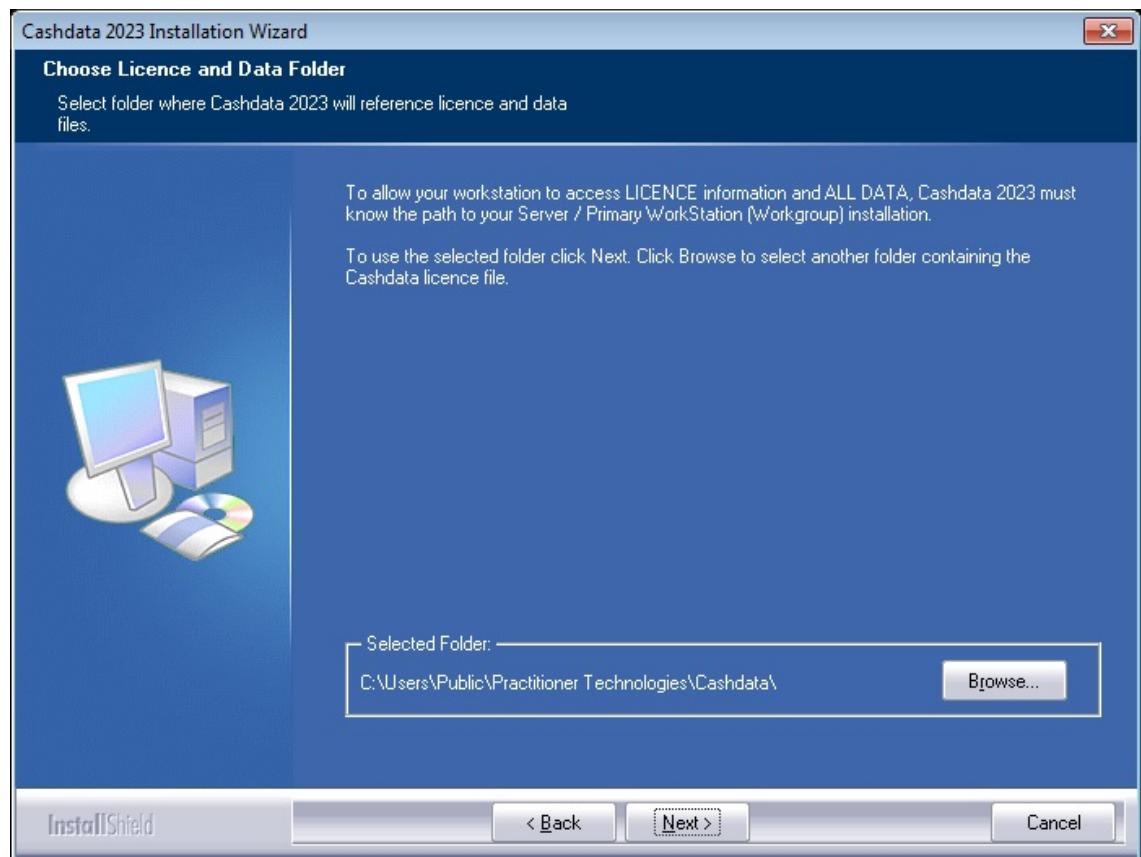 Cashdata 2023 Installation Wizard
Choose Licence and Data Folder
Select folder where Cashdata 2023 will reference licence and data
files.
To allow your workstation to access LICENCE information and ALL DATA, Cashdata 2023 must
know the path to your Server / Primary WorkStation (Workgroup) installation.
To use the selected folder click Next. Click Browse to select another folder containing the
Cashdata licence file.
Selected Folder:
C:\Users\Public\Practitioner Technologies\Cashdata\
Browse...
InstallShield
< Back
Next >
Cancel